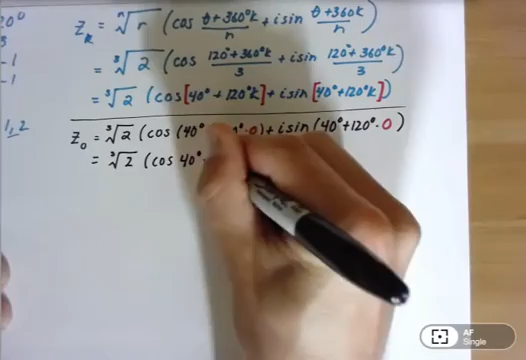 20°
3
-1
-1
1, 2
Z_k = ⁿ√r (cos (θ+360°k)/n + i sin (θ+360°k)/n)
= ³√2 (cos (120°+360°k)/3 + i sin (120°+360°k)/3)
= ³√2 (cos [40° + 120°k] + i sin [40°+120°k])
Z_0 = ³√2 (cos (40° 0°·0) + i sin (40°+120°·0)
= ³√2 (cos 40°
AF
Single